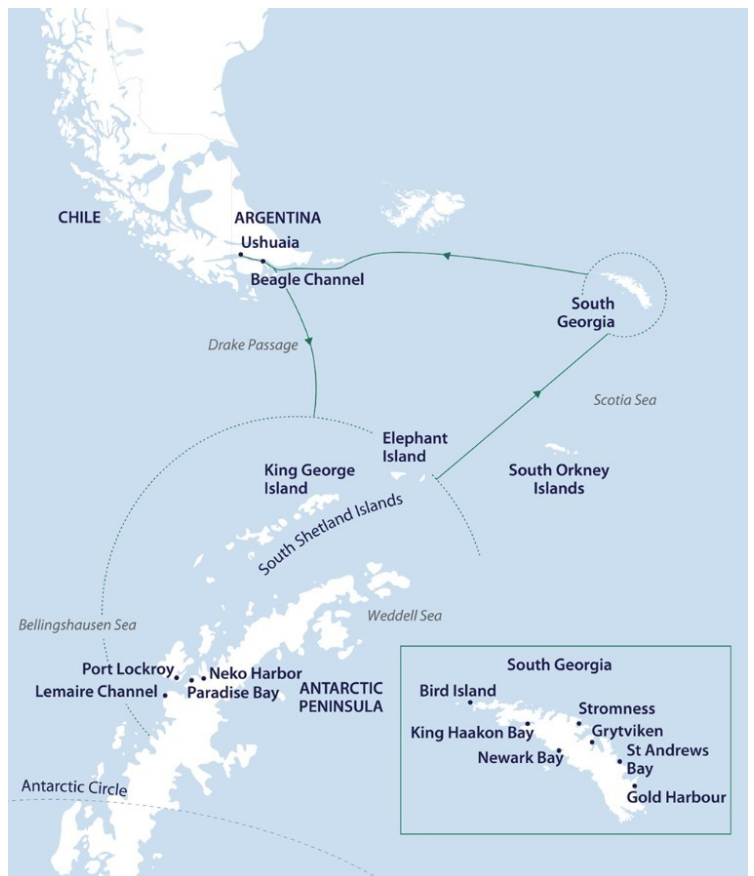 CHILE
ARGENTINA
Ushuaia
Beagle Channel
South
Georgia
Drake Passage
Scotia Sea
Elephant
Island
King George
Island
South Orkney
Islands
South Shetland Islands
Weddell Sea
Bellingshausen Sea
Port Lockroy
Neko Harbor
Lemaire Channel
Paradise Bay
ANTARCTIC
PENINSULA
Antarctic Circle
South Georgia
Bird Island
Stromness
King Haakon Bay
Grytviken
Newark Bay
St Andrews
Bay
Gold Harbour